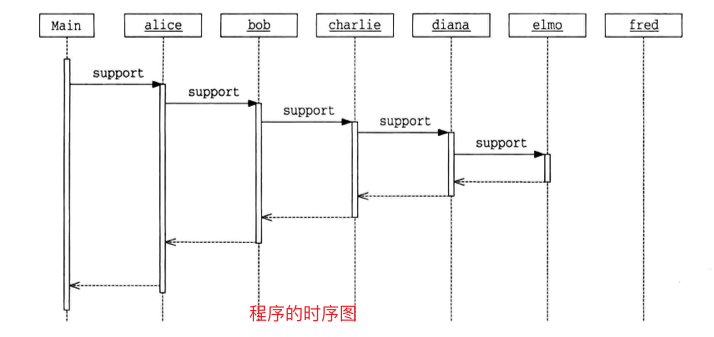 Main alice bob charlie diana elmo fred
support
support
support
support
support
程序的时序图